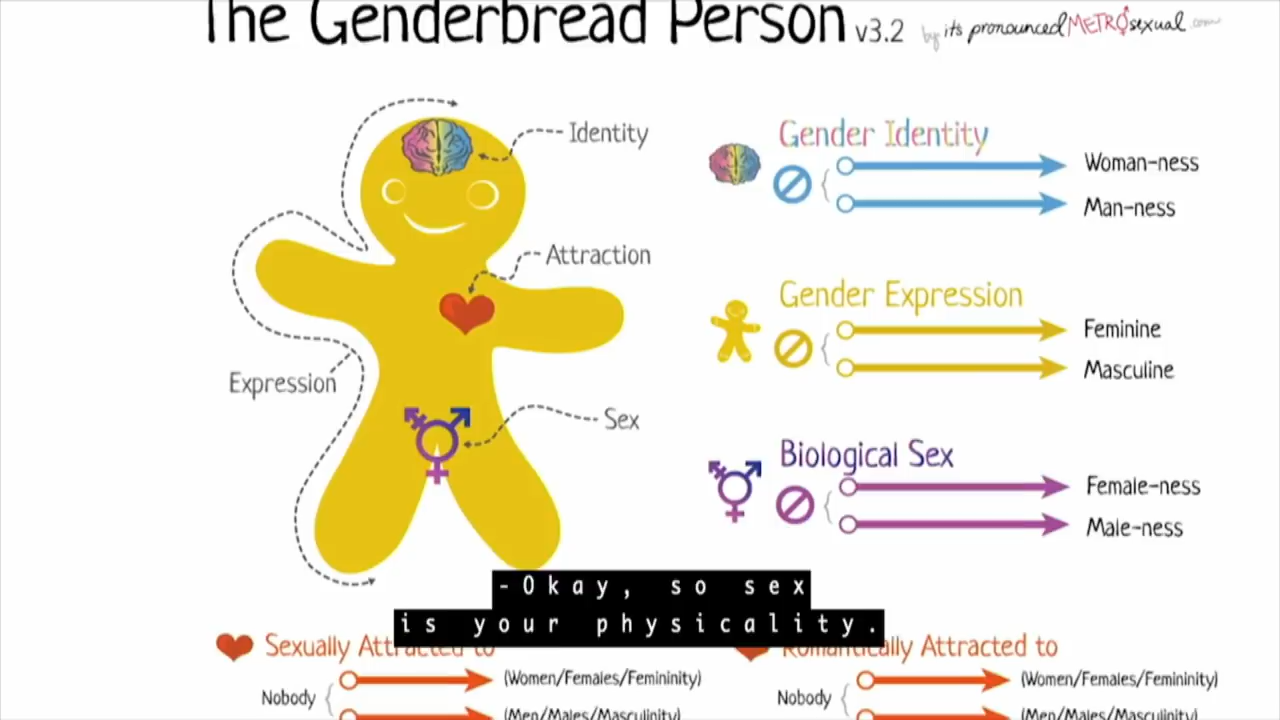 The Genderbread Person v3.2 by its pronouncedMETROsexual.com
Identity
Attraction
Expression
Sex
Gender Identity
Woman-ness
Man-ness
Gender Expression
Feminine
Masculine
Biological Sex
Female-ness
Male-ness
-Okay, so sex
is your physicality.
Sexually Attracted to
Nobody
(Women/Females/Femininity)
(Men/Males/Masculinity)
Romantically Attracted to
Nobody
(Women/Females/Femininity)
(Men/Males/Masculinity)